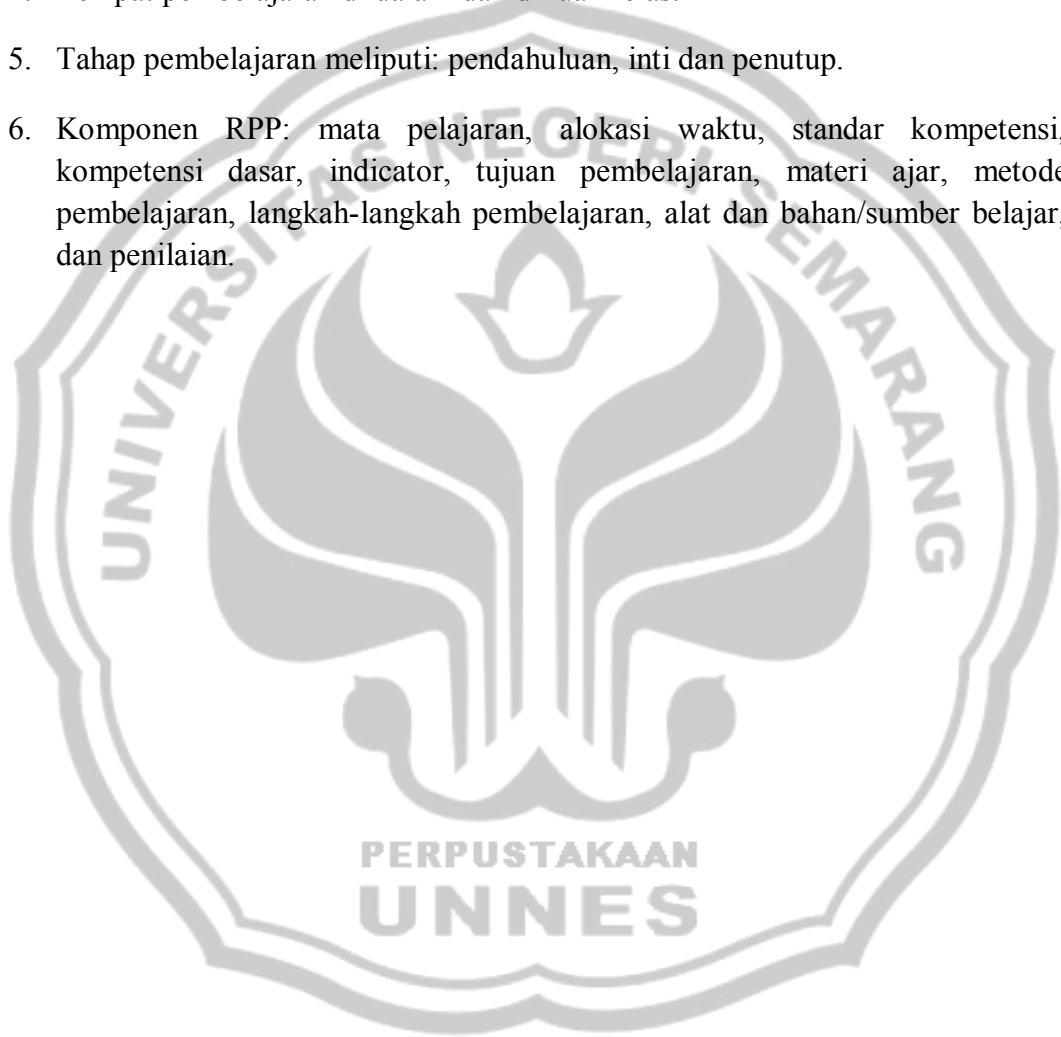 5. Tahap pembelajaran meliputi: pendahuluan, inti dan penutup.
6. Komponen RPP: mata pelajaran, alokasi waktu, standar kompetensi,
kompetensi dasar, indicator, tujuan pembelajaran, materi ajar, metode
pembelajaran, langkah-langkah pembelajaran, alat dan bahan/sumber belajar,
dan penilaian.
UNIVERSITAS NEGERI SEMARANG
PERPUSTAKAAN
UNNES